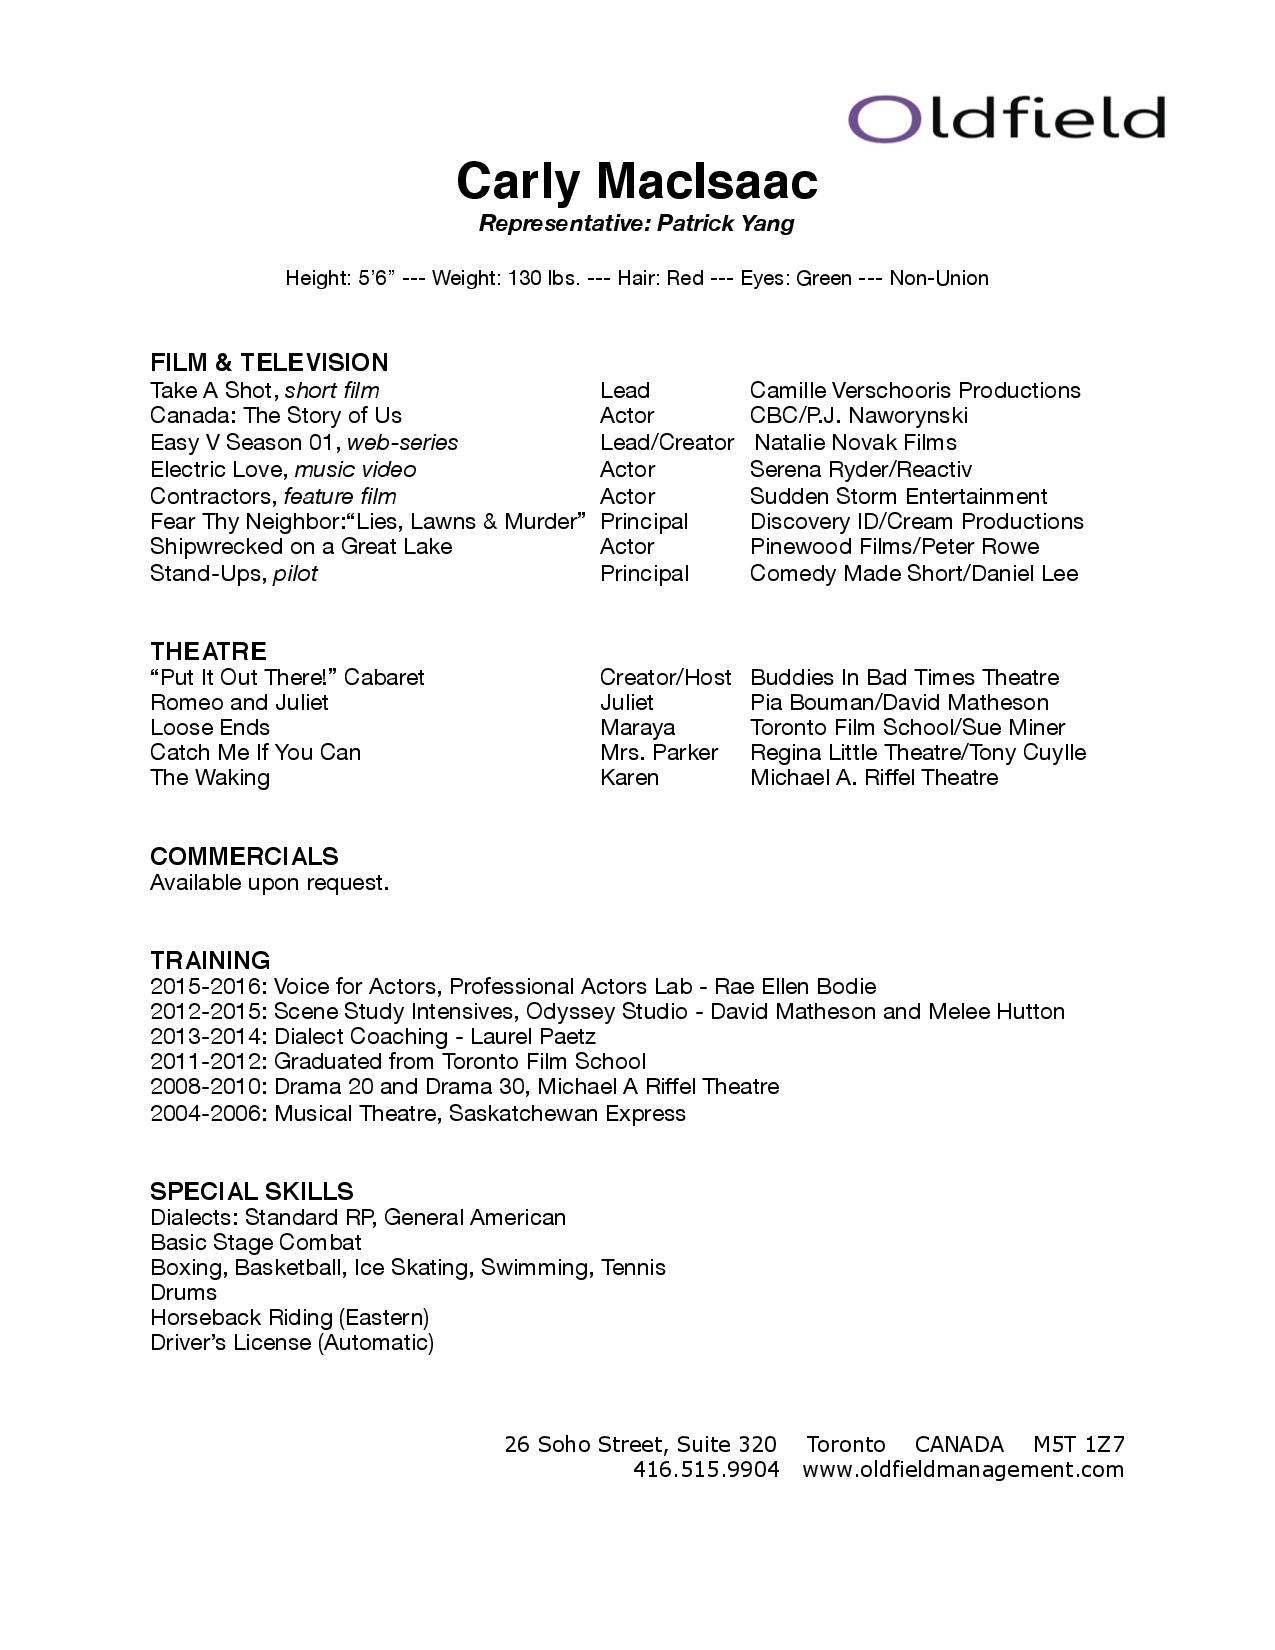 Oldfield
Carly MacIsaac
Representative: Patrick Yang
Height: 5’6” --- Weight: 130 lbs. --- Hair: Red --- Eyes: Green --- Non-Union
FILM & TELEVISION
Take A Shot, short film Lead Camille Verschooris Productions
Canada: The Story of Us Actor CBC/P.J. Naworynski
Easy V Season 01, web-series Lead/Creator Natalie Novak Films
Electric Love, music video Actor Serena Ryder/Reactiv
Contractors, feature film Actor Sudden Storm Entertainment
Fear Thy Neighbor:“Lies, Lawns & Murder” Principal Discovery ID/Cream Productions
Shipwrecked on a Great Lake Actor Pinewood Films/Peter Rowe
Stand-Ups, pilot Principal Comedy Made Short/Daniel Lee
THEATRE
“Put It Out There!” Cabaret Creator/Host Buddies In Bad Times Theatre
Romeo and Juliet Juliet Pia Bouman/David Matheson
Loose Ends Maraya Toronto Film School/Sue Miner
Catch Me If You Can Mrs. Parker Regina Little Theatre/Tony Cuylle
The Waking Karen Michael A. Riffel Theatre
COMMERCIALS
Available upon request.
TRAINING
2015-2016: Voice for Actors, Professional Actors Lab - Rae Ellen Bodie
2012-2015: Scene Study Intensives, Odyssey Studio - David Matheson and Melee Hutton
2013-2014: Dialect Coaching - Laurel Paetz
2011-2012: Graduated from Toronto Film School
2008-2010: Drama 20 and Drama 30, Michael A Riffel Theatre
2004-2006: Musical Theatre, Saskatchewan Express
SPECIAL SKILLS
Dialects: Standard RP, General American
Basic Stage Combat
Boxing, Basketball, Ice Skating, Swimming, Tennis
Drums
Horseback Riding (Eastern)
Driver’s License (Automatic)
26 Soho Street, Suite 320 Toronto CANADA M5T 1Z7
416.515.9904 www.oldfieldmanagement.com